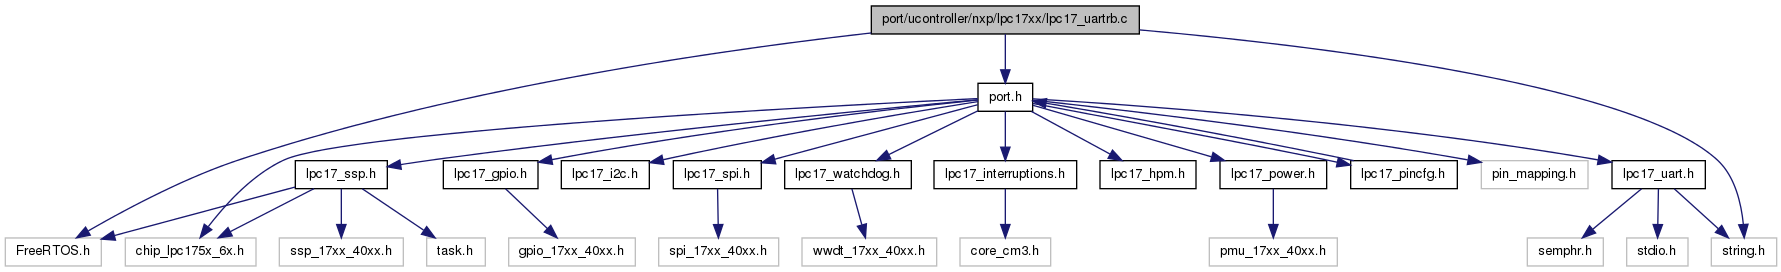 port/ucontroller/nxp/lpc17xx/lpc17_uartrb.c
port.h
lpc17_ssp.h
lpc17_gpio.h
lpc17_i2c.h
lpc17_spi.h
lpc17_watchdog.h
lpc17_interruptions.h
lpc17_hpm.h
lpc17_power.h
lpc17_pincfg.h
pin_mapping.h
lpc17_uart.h
FreeRTOS.h
chip_lpc175x_6x.h
ssp_17xx_40xx.h
task.h
gpio_17xx_40xx.h
spi_17xx_40xx.h
wwdt_17xx_40xx.h
core_cm3.h
pmu_17xx_40xx.h
semphr.h
stdio.h
string.h